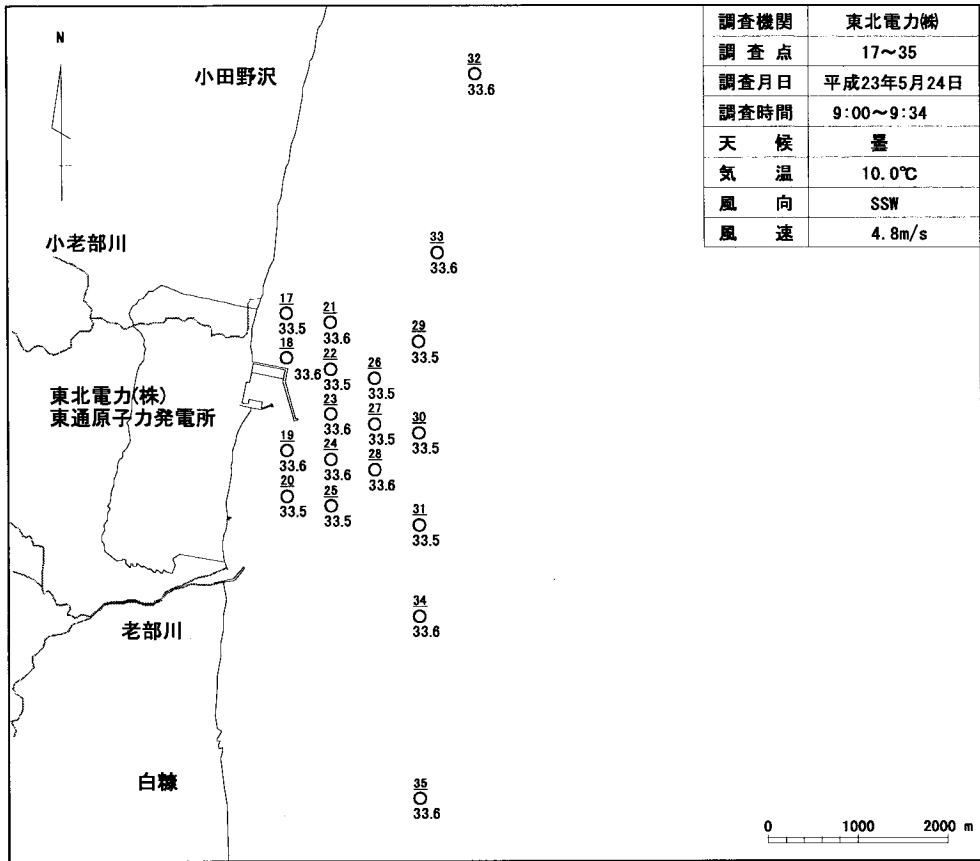 調査機関 東北電力㈱
調査点 17～35
調査月日 平成23年5月24日
調査時間 9:00～9:34
天候 曇
気温 10.0℃
風向 SSW
風速 4.8m/s
N
小田野沢
32
33.6
小老部川
33
33.6
17
33.5
21
33.6
29
33.5
18
33.6
22
33.5
26
33.5
東北電力(株)
東通原子力発電所
23
33.6
27
33.5
30
33.5
19
33.6
24
33.6
28
33.6
20
33.5
25
33.5
31
33.5
34
33.6
老部川
白糠
35
33.6
0 1000 2000 m